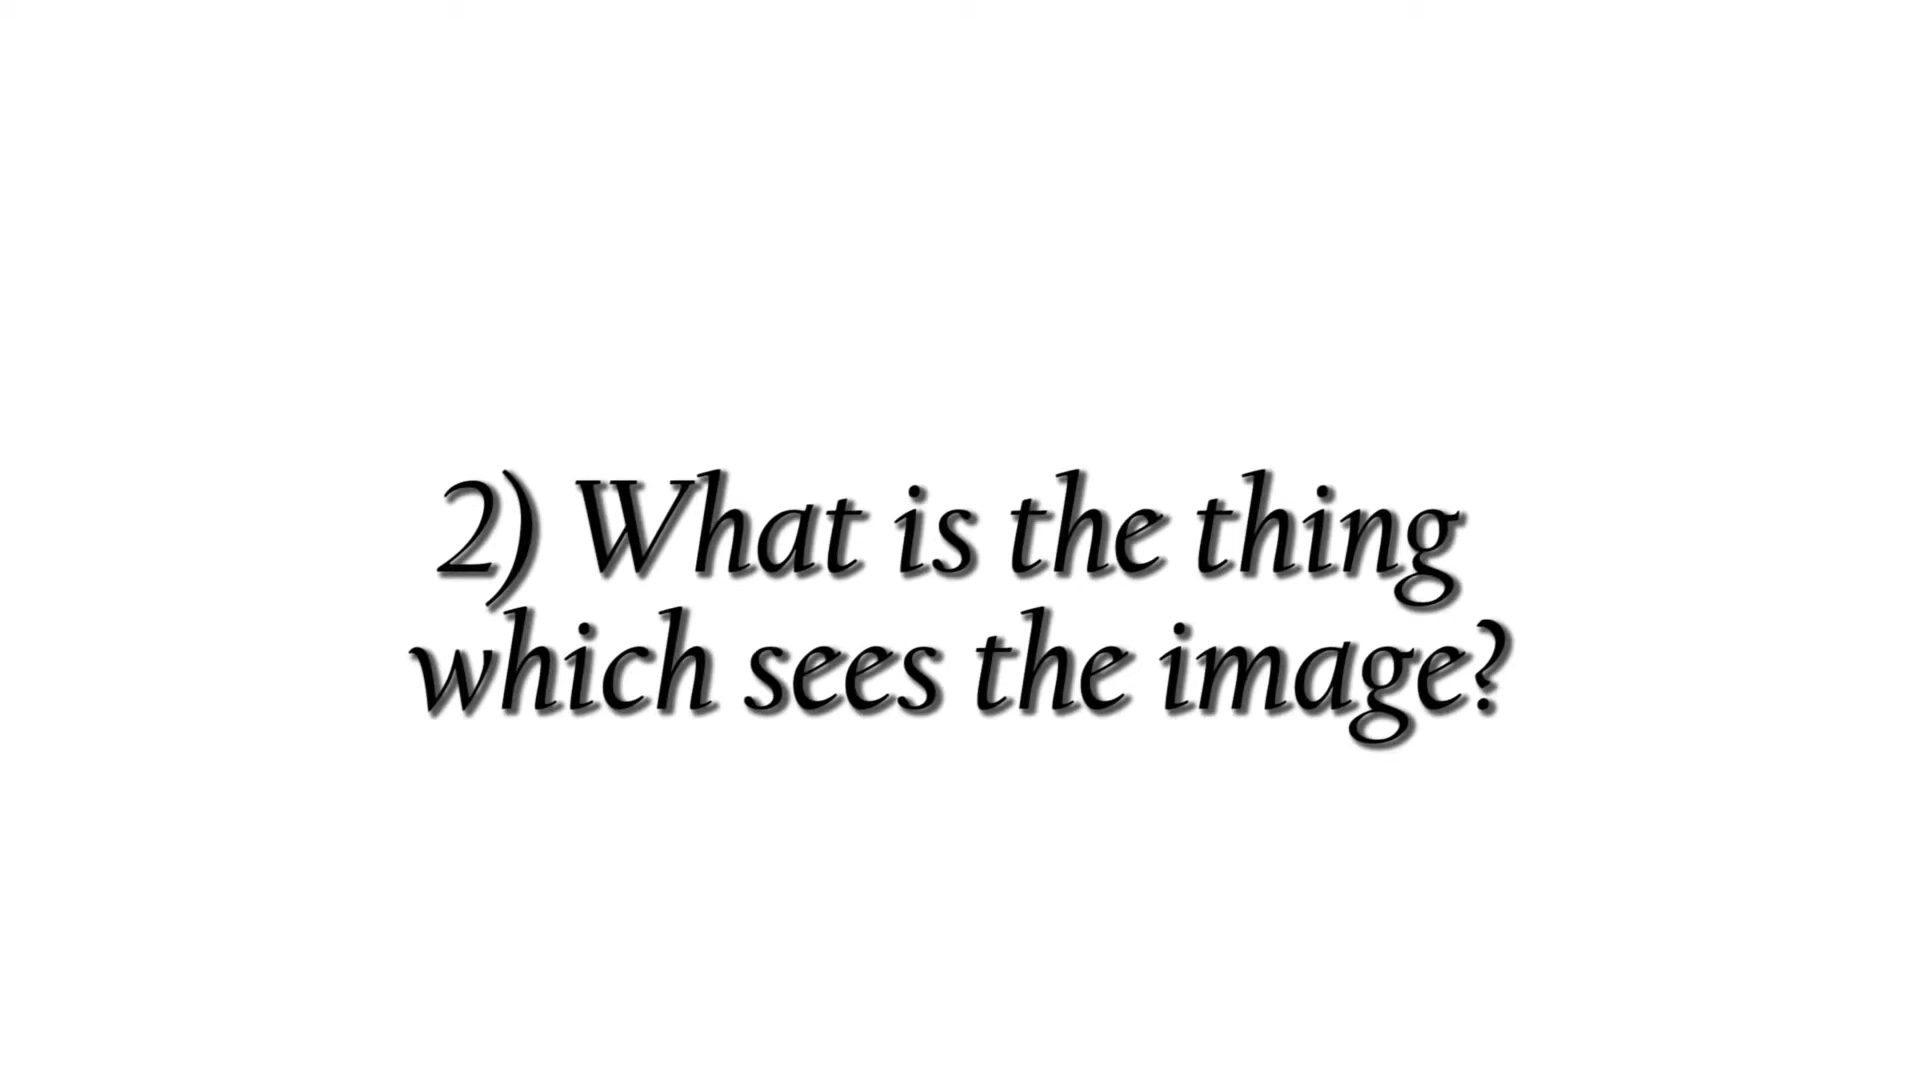 2) What is the thing
which sees the image?